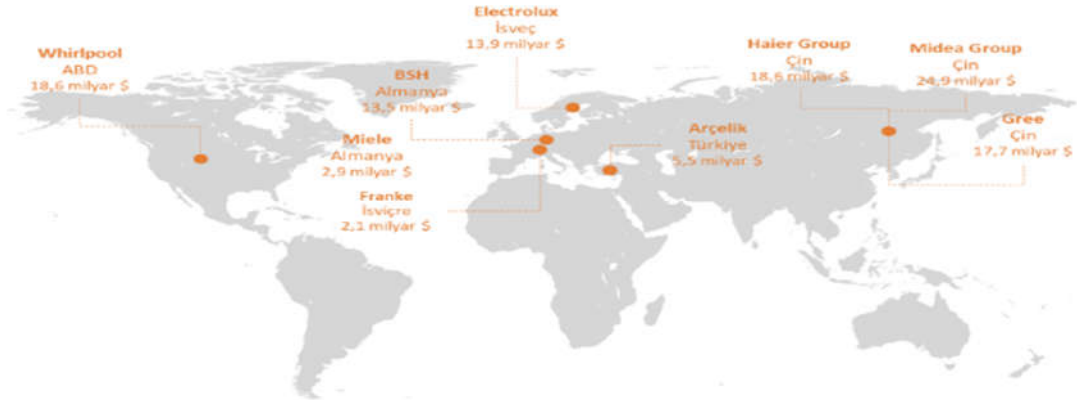 Electrolux
İsveç
13,9 milyar $
Whirlpool
ABD
18,6 milyar $
BSH
Almanya
13,5 milyar $
Haier Group
Çin
18,6 milyar $
Midea Group
Çin
24,9 milyar $
Miele
Almanya
2,9 milyar $
Arçelik
Türkiye
5,5 milyar $
Gree
Çin
17,7 milyar $
Franke
İsviçre
2,1 milyar $